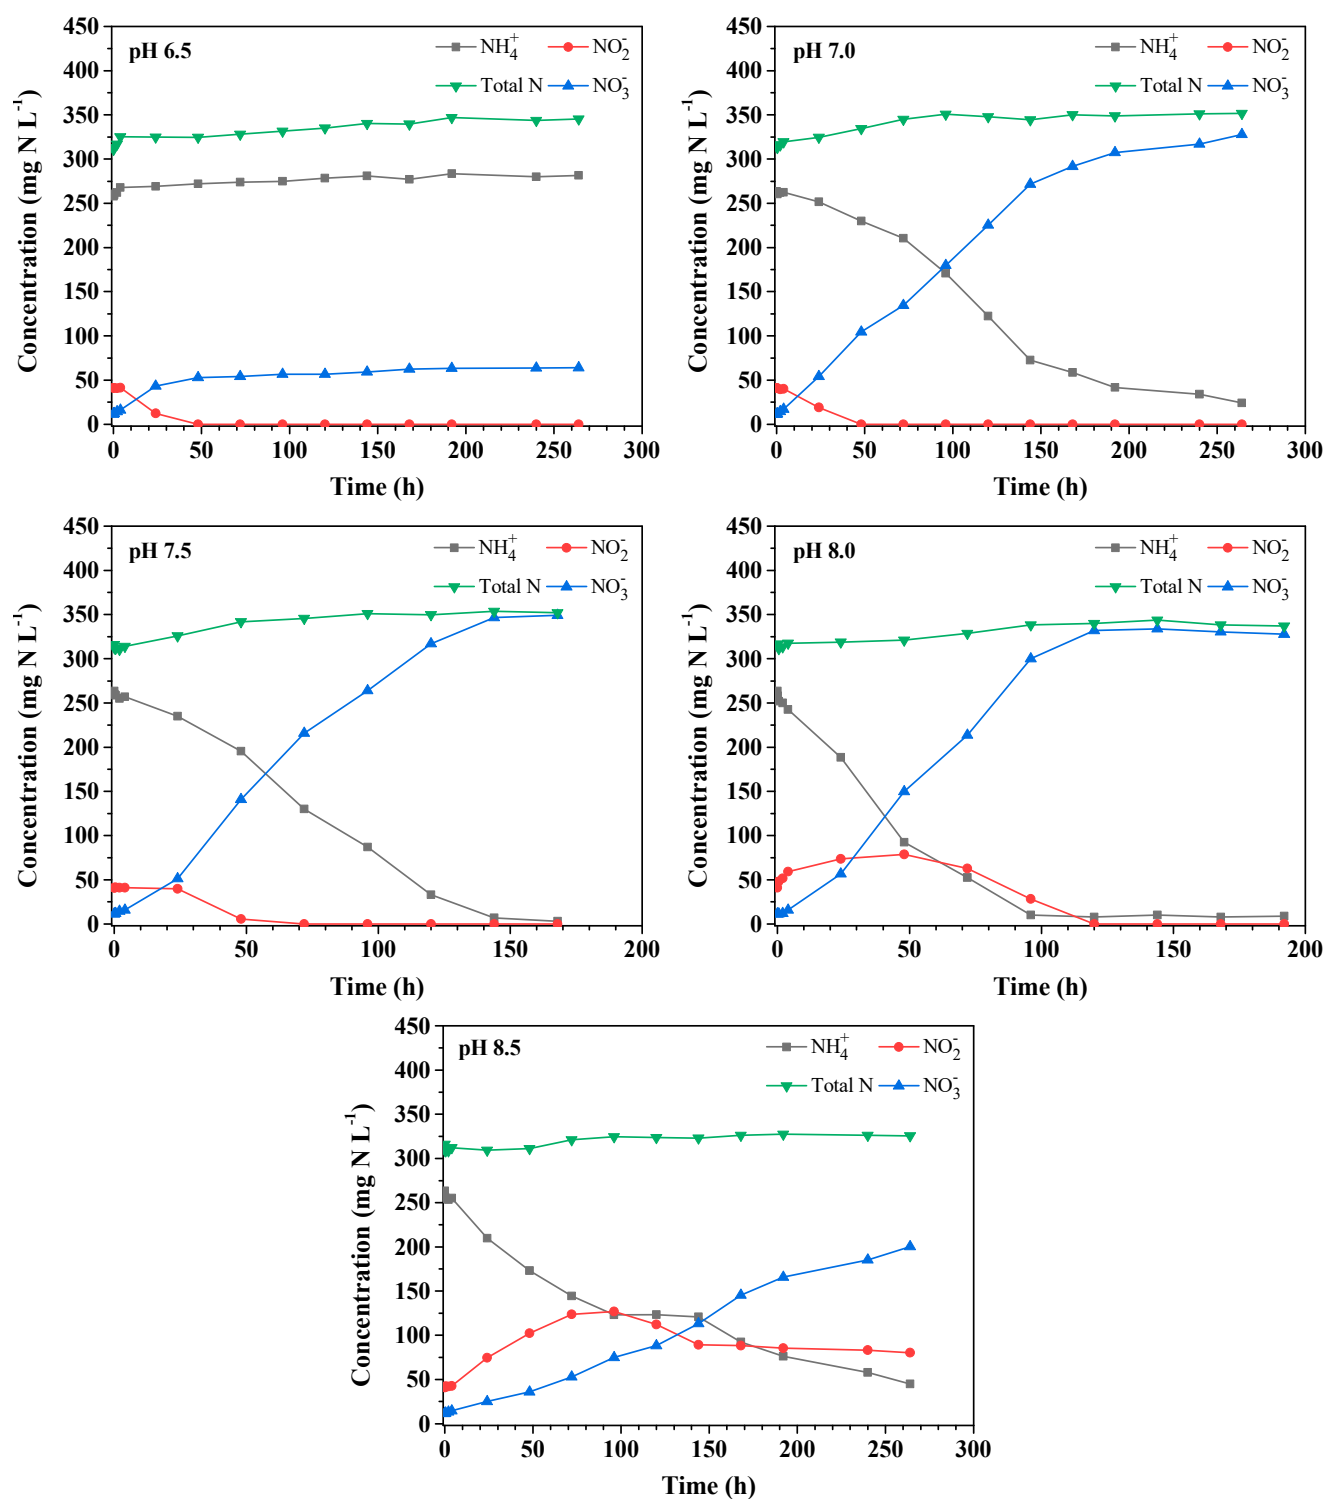 pH 6.5
NH₄⁺ NO₂⁻
Total N NO₃⁻
450
400
350
300
250
200
150
100
50
0
Concentration (mg N L⁻¹)
0 50 100 150 200 250 300
Time (h)
pH 7.0
NH₄⁺ NO₂⁻
Total N NO₃⁻
450
400
350
300
250
200
150
100
50
0
Concentration (mg N L⁻¹)
0 50 100 150 200 250 300
Time (h)
pH 7.5
NH₄⁺ NO₂⁻
Total N NO₃⁻
450
400
350
300
250
200
150
100
50
0
Concentration (mg N L⁻¹)
0 50 100 150 200
Time (h)
pH 8.0
NH₄⁺ NO₂⁻
Total N NO₃⁻
450
400
350
300
250
200
150
100
50
0
Concentration (mg N L⁻¹)
0 50 100 150 200
Time (h)
pH 8.5
NH₄⁺ NO₂⁻
Total N NO₃⁻
450
400
350
300
250
200
150
100
50
0
Concentration (mg N L⁻¹)
0 50 100 150 200 250 300
Time (h)